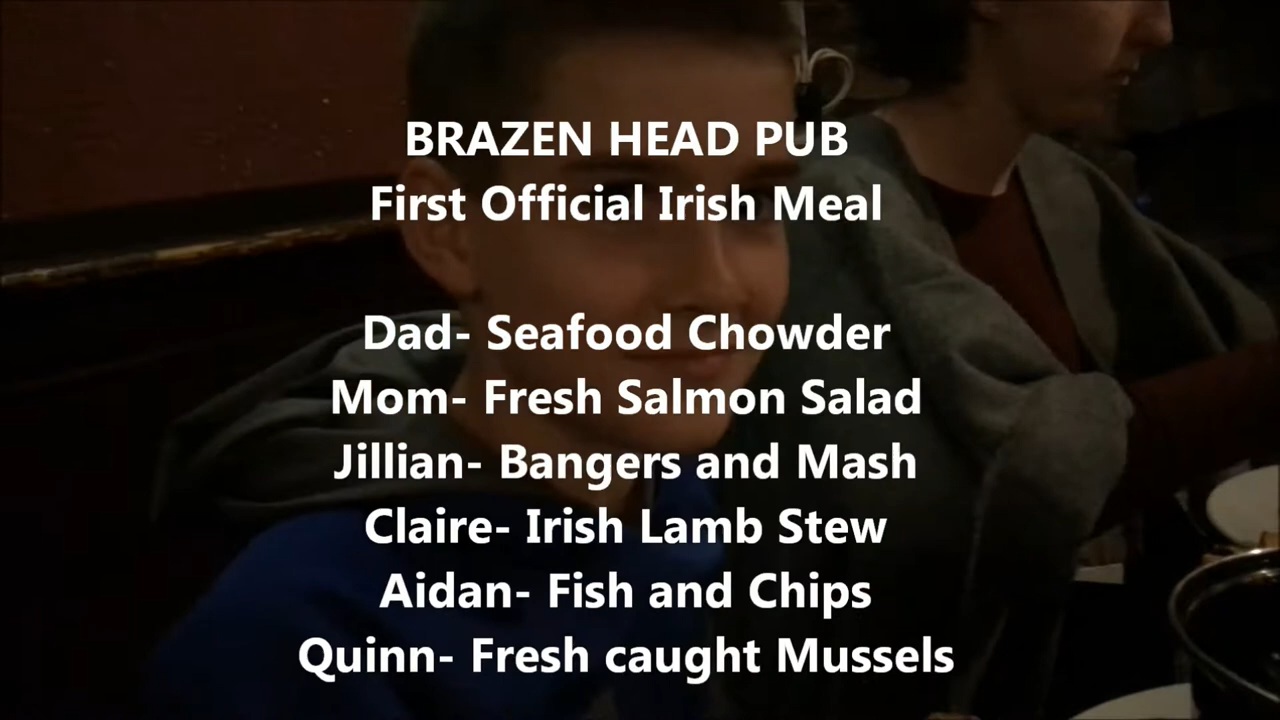 BRAZEN HEAD PUB
First Official Irish Meal
Dad- Seafood Chowder
Mom- Fresh Salmon Salad
Jillian- Bangers and Mash
Claire- Irish Lamb Stew
Aidan- Fish and Chips
Quinn- Fresh caught Mussels